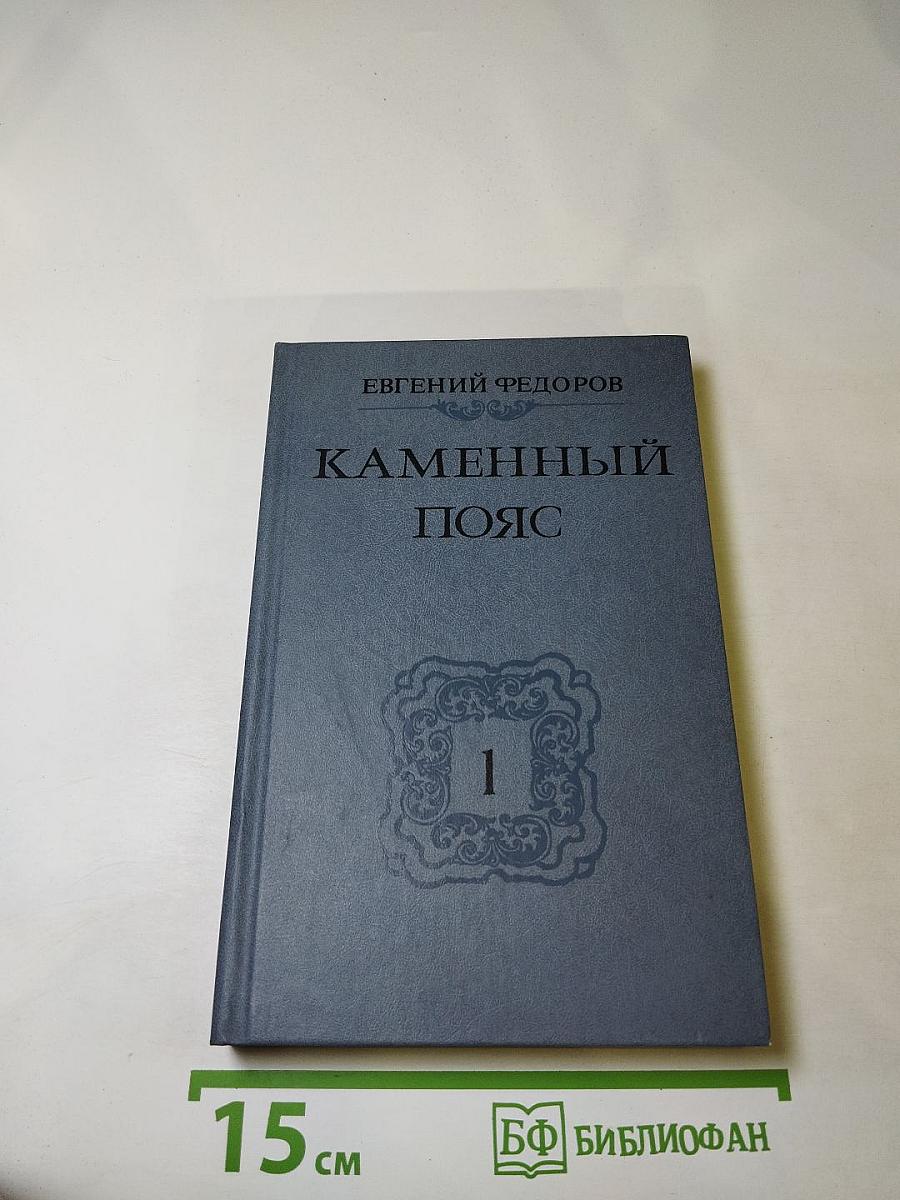 ЕВГЕНИЙ ФЕДОРОВ
КАМЕННЫЙ
ПОЯС
1
15 см
БФ БИБЛИОФАН